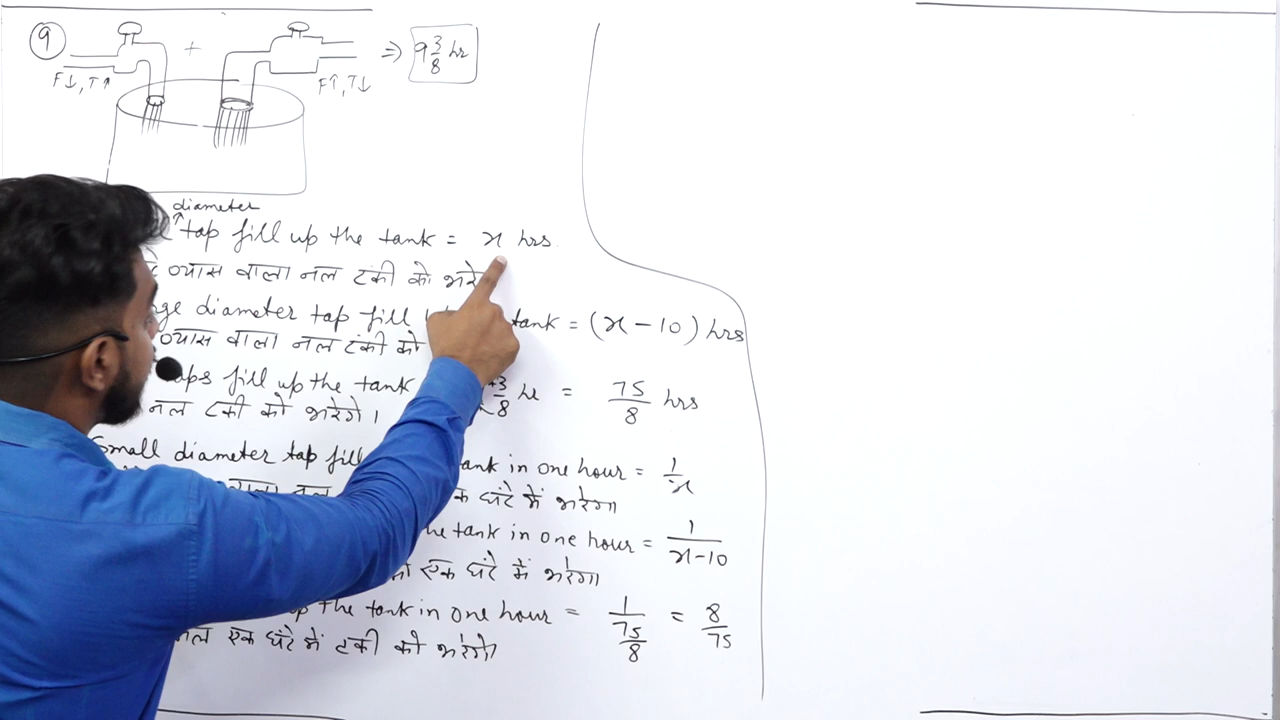 9 + ⇒ 9 3/8 hr
F↓, T↑ F↑, T↓
diameter
↑
tap fill up the tank = x hrs.
व्यास वाला नल टंकी को
diameter tap fill tank = (x - 10) hrs
व्यास वाला नल टंकी को
fill up the tank 3/8 hr = 75/8 hrs
नल टंकी को भरेंगे।
Small diameter tap fill tank in one hour = 1/x
घंटे में भरेगा
the tank in one hour = 1/(x-10)
एक घंटे में भरेगा
the tank in one hour = 1/(75/8) = 8/75
नल एक घंटे में टंकी को भरेंगे